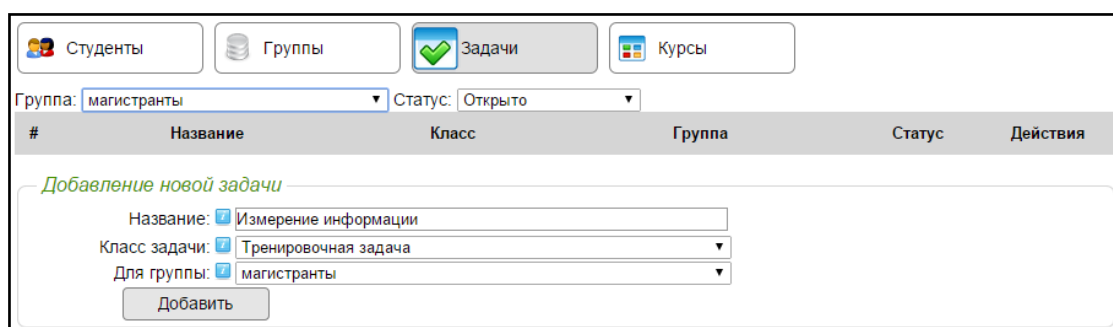 Студенты Группы Задачи Курсы
Группа: магистранты Статус: Открыто
# Название Класс Группа Статус Действия
Добавление новой задачи
Название: Измерение информации
Класс задачи: Тренировочная задача
Для группы: магистранты
Добавить